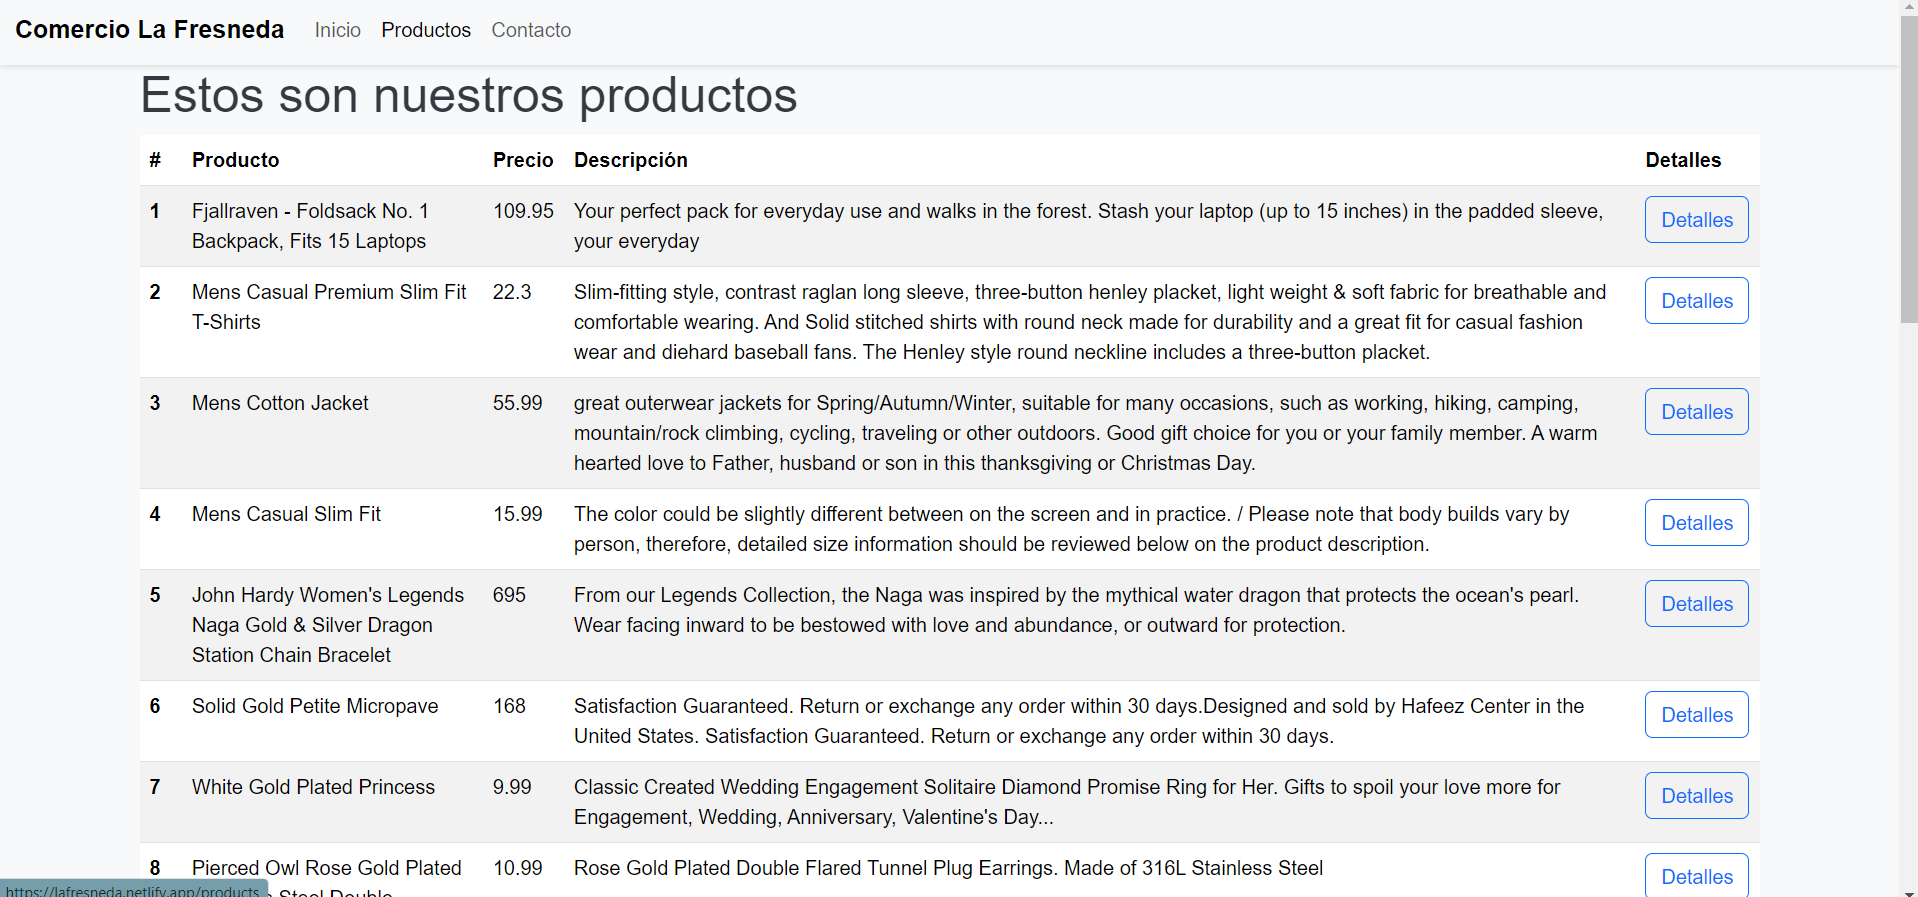 Comercio La Fresneda Inicio Productos Contacto
Estos son nuestros productos
# Producto Precio Descripción Detalles
1 Fjallraven - Foldsack No. 1 109.95 Your perfect pack for everyday use and walks in the forest. Stash your laptop (up to 15 inches) in the padded sleeve, Detalles
Backpack, Fits 15 Laptops your everyday
2 Mens Casual Premium Slim Fit 22.3 Slim-fitting style, contrast raglan long sleeve, three-button henley placket, light weight & soft fabric for breathable and Detalles
T-Shirts comfortable wearing. And Solid stitched shirts with round neck made for durability and a great fit for casual fashion
wear and diehard baseball fans. The Henley style round neckline includes a three-button placket.
3 Mens Cotton Jacket 55.99 great outerwear jackets for Spring/Autumn/Winter, suitable for many occasions, such as working, hiking, camping, Detalles
mountain/rock climbing, cycling, traveling or other outdoors. Good gift choice for you or your family member. A warm
hearted love to Father, husband or son in this thanksgiving or Christmas Day.
4 Mens Casual Slim Fit 15.99 The color could be slightly different between on the screen and in practice. / Please note that body builds vary by Detalles
person, therefore, detailed size information should be reviewed below on the product description.
5 John Hardy Women's Legends 695 From our Legends Collection, the Naga was inspired by the mythical water dragon that protects the ocean's pearl. Detalles
Naga Gold & Silver Dragon Wear facing inward to be bestowed with love and abundance, or outward for protection.
Station Chain Bracelet
6 Solid Gold Petite Micropave 168 Satisfaction Guaranteed. Return or exchange any order within 30 days.Designed and sold by Hafeez Center in the Detalles
United States. Satisfaction Guaranteed. Return or exchange any order within 30 days.
7 White Gold Plated Princess 9.99 Classic Created Wedding Engagement Solitaire Diamond Promise Ring for Her. Gifts to spoil your love more for Detalles
Engagement, Wedding, Anniversary, Valentine's Day...
8 Pierced Owl Rose Gold Plated 10.99 Rose Gold Plated Double Flared Tunnel Plug Earrings. Made of 316L Stainless Steel Detalles
https://lafresneda.netlify.app/products Steel Double